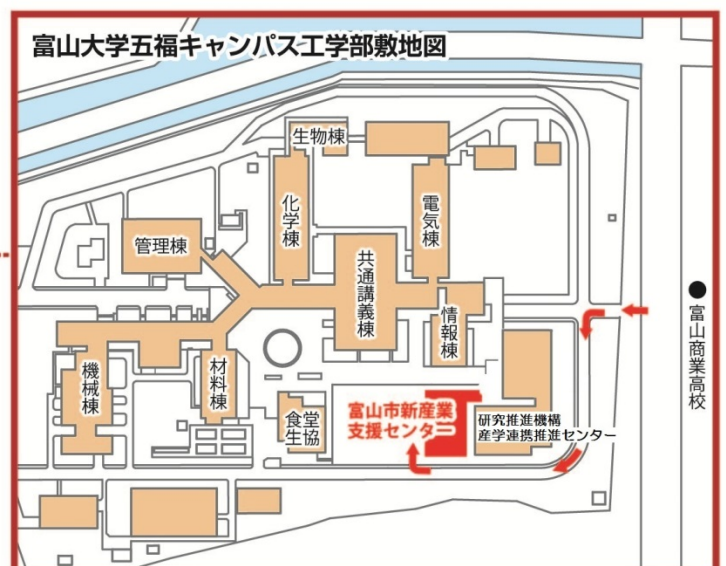 富山大学五福キャンパス工学部敷地図
生物棟
化学棟
電気棟
管理棟
共通講義棟
情報棟
富山商業高校
機械棟
材料棟
食堂
生協
富山市新産業
支援センター
研究推進機構
産学連携推進センター